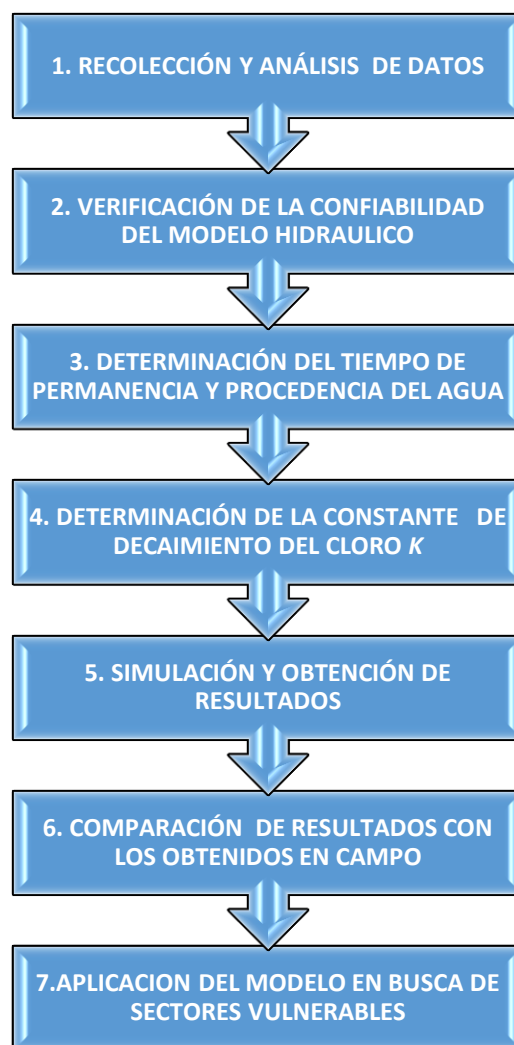 1. RECOLECCIÓN Y ANÁLISIS DE DATOS
2. VERIFICACIÓN DE LA CONFIABILIDAD
DEL MODELO HIDRAULICO
3. DETERMINACIÓN DEL TIEMPO DE
PERMANENCIA Y PROCEDENCIA DEL AGUA
4. DETERMINACIÓN DE LA CONSTANTE DE
DECAIMIENTO DEL CLORO K
5. SIMULACIÓN Y OBTENCIÓN DE
RESULTADOS
6. COMPARACIÓN DE RESULTADOS CON
LOS OBTENIDOS EN CAMPO
7.APLICACION DEL MODELO EN BUSCA DE
SECTORES VULNERABLES